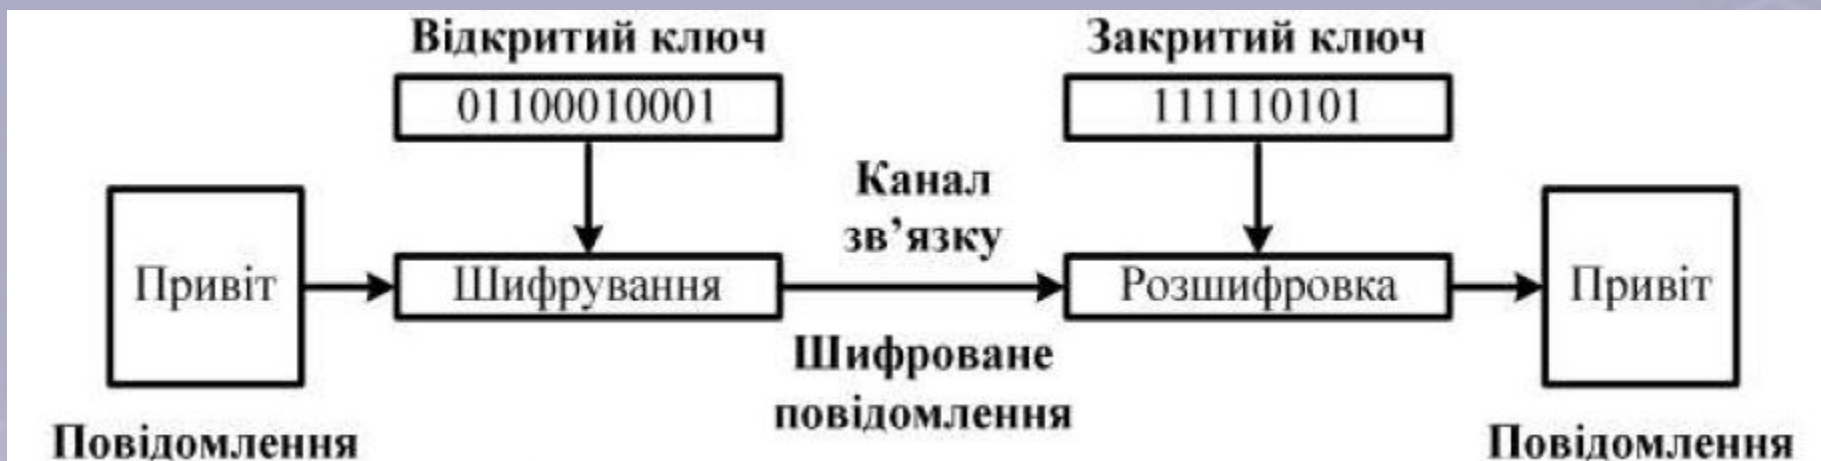 Відкритий ключ
01100010001
Закритий ключ
111110101
Привіт
Шифрування
Канал
зв’язку
Шифроване
повідомлення
Розшифровка
Привіт
Повідомлення
Повідомлення